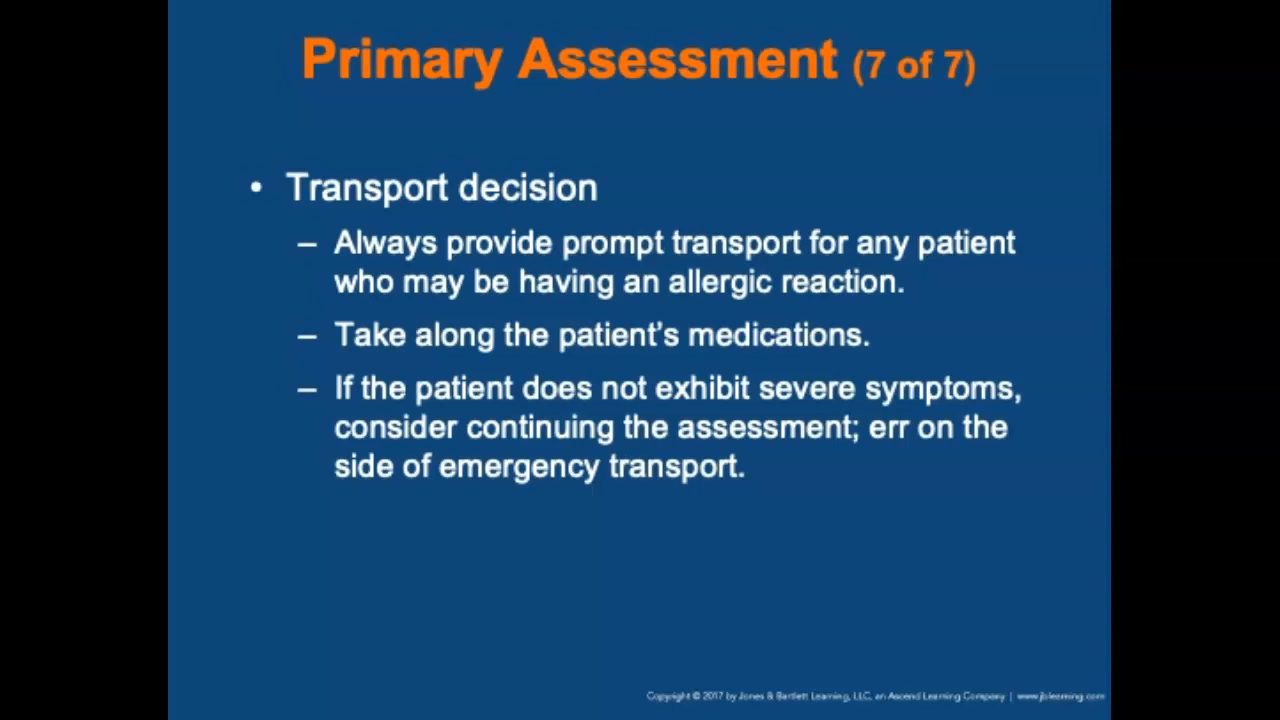 Primary Assessment (7 of 7)
• Transport decision
– Always provide prompt transport for any patient
who may be having an allergic reaction.
– Take along the patient’s medications.
– If the patient does not exhibit severe symptoms,
consider continuing the assessment; err on the
side of emergency transport.
Copyright © 2017 by Jones & Bartlett Learning, LLC, an Ascend Learning Company | www.jblearning.com